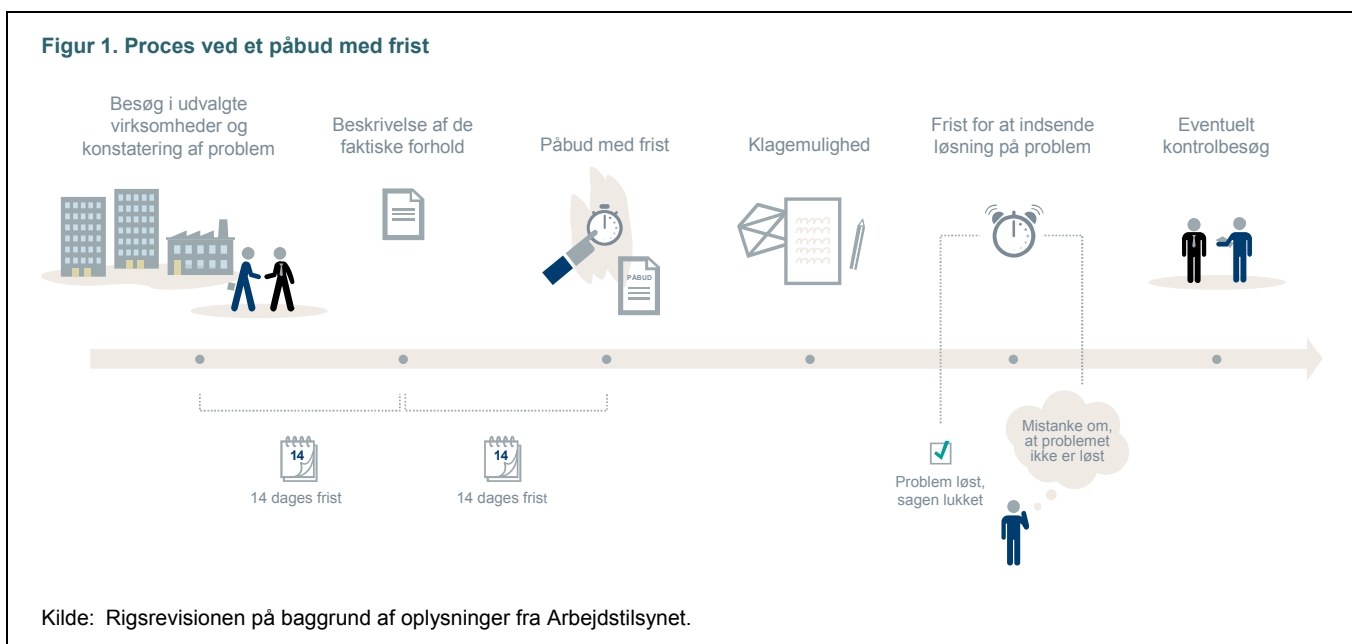 Figur 1. Proces ved et påbud med frist
Besøg i udvalgte
virksomheder og
konstatering af problem
Beskrivelse af de
faktiske forhold
Påbud med frist
Klagemulighed
Frist for at indsende
løsning på problem
Eventuelt
kontrolbesøg
PÅBUD
14
14 dages frist
14
14 dages frist
Problem løst,
sagen lukket
Mistanke om,
at problemet
ikke er løst
Kilde: Rigsrevisionen på baggrund af oplysninger fra Arbejdstilsynet.